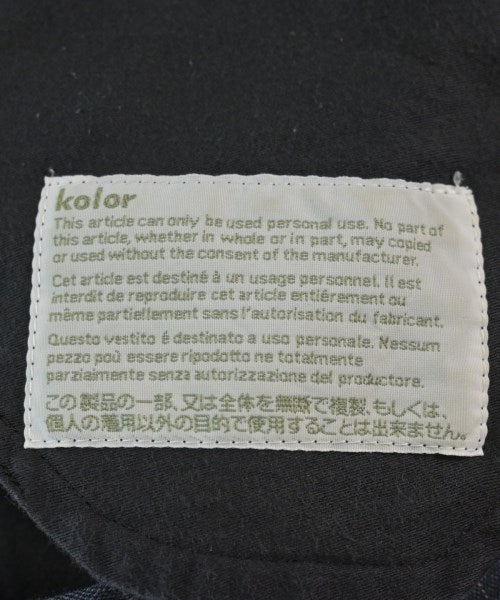 kolor
This article can only be used personal use. No part of
this article, whether in whole or in part, may copied
or used without the consent of the manufacturer.
Cet article est destiné à un usage personnel. Il est
interdit de reproduire cet article entiérement ou
même partiellement sans l'autorisation du fabricant.
Questo vestito é destinato a uso personale. Nessum
pezzo poù essere ripodotto ne totalmente
parziaimente senza autorizzazione del produttore.
この製品の一部、又は全体を無断で複製、もしくは、
個人の着用以外の目的で使用することは出来ません。